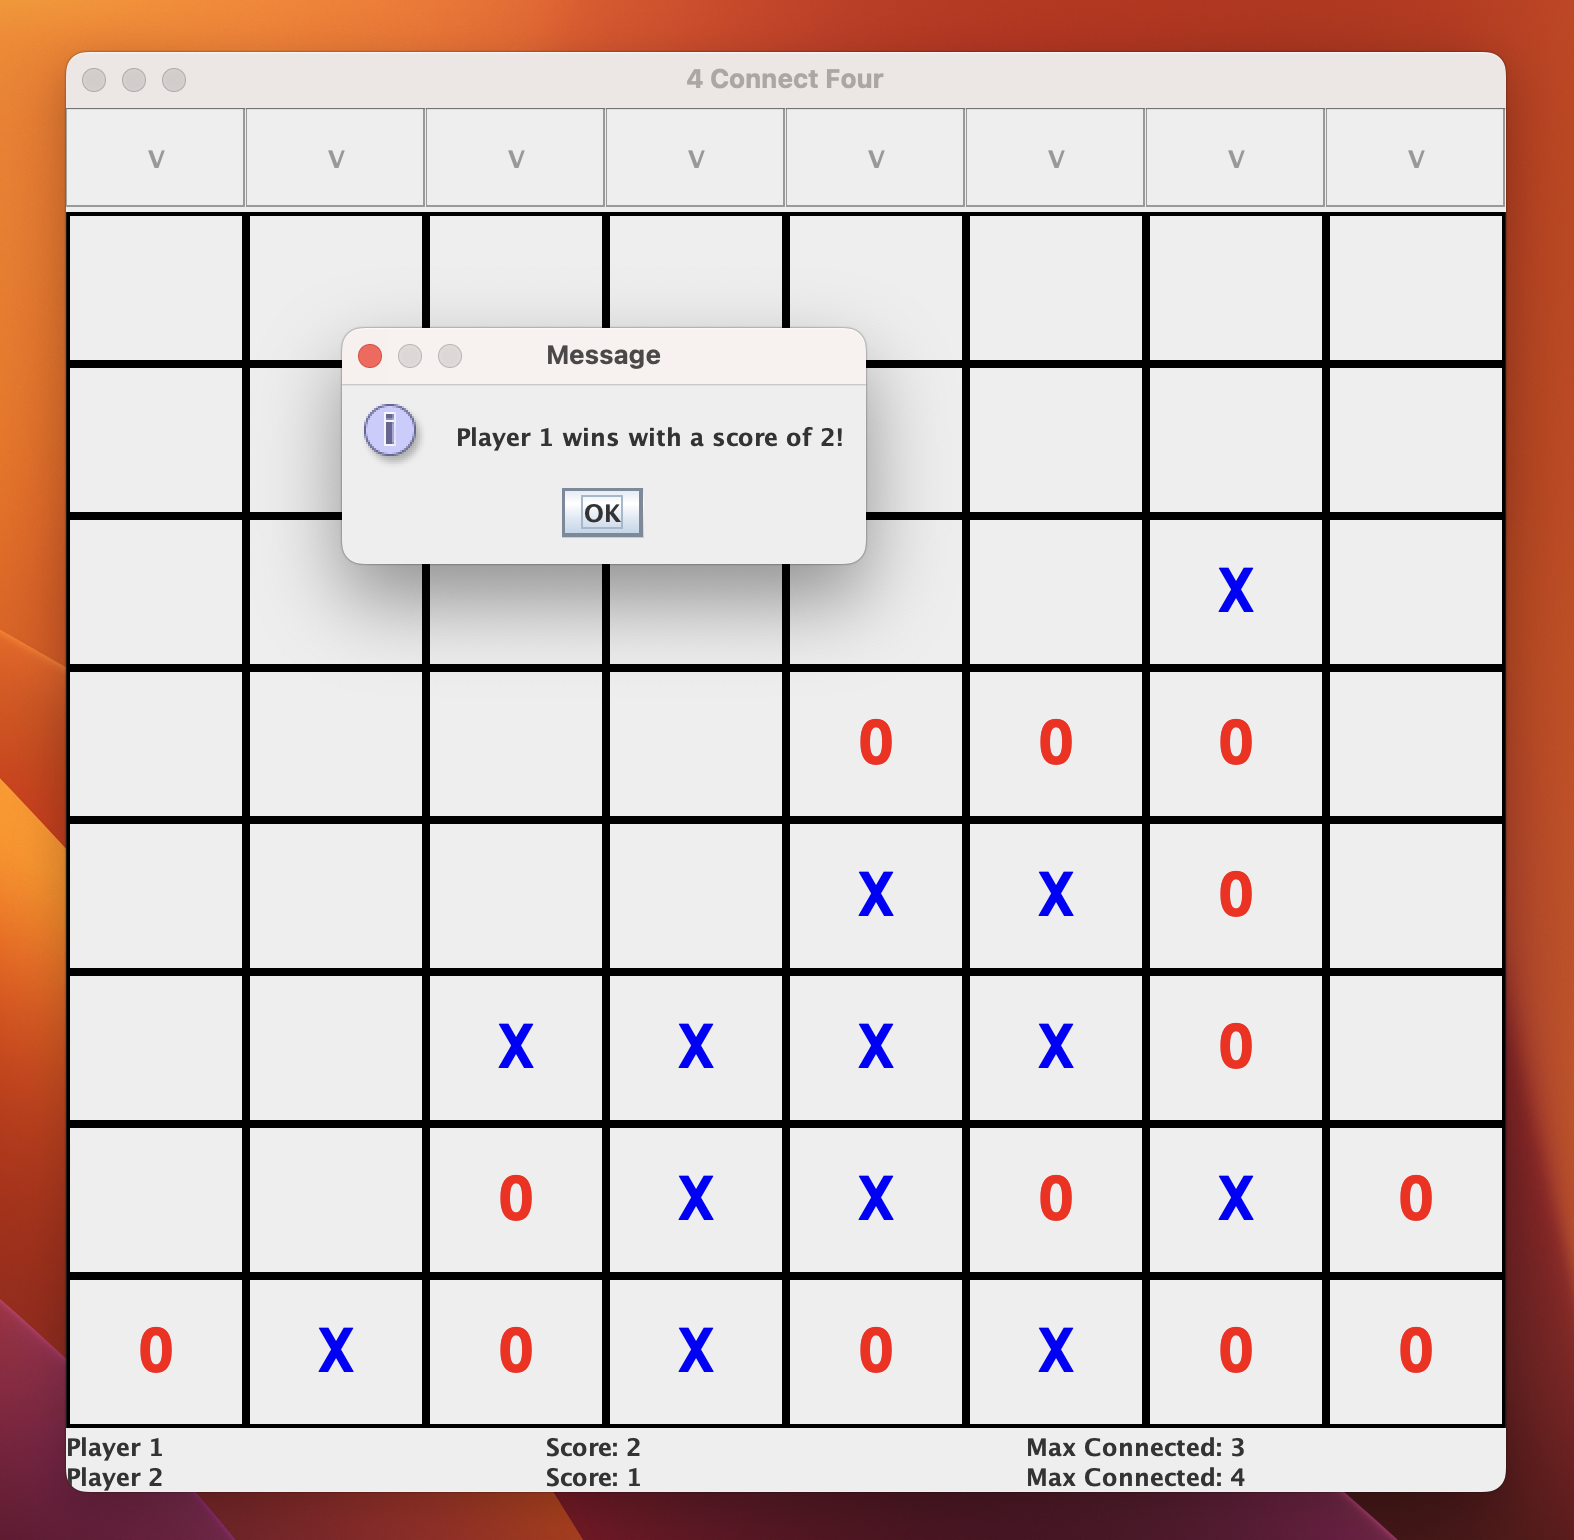 4 Connect Four
v v v v v v v v
Message
i
Player 1 wins with a score of 2!
OK
X
O O O
X X O
X X X X O
O X X O X O
O X O X O X O O
Player 1 Score: 2 Max Connected: 3
Player 2 Score: 1 Max Connected: 4